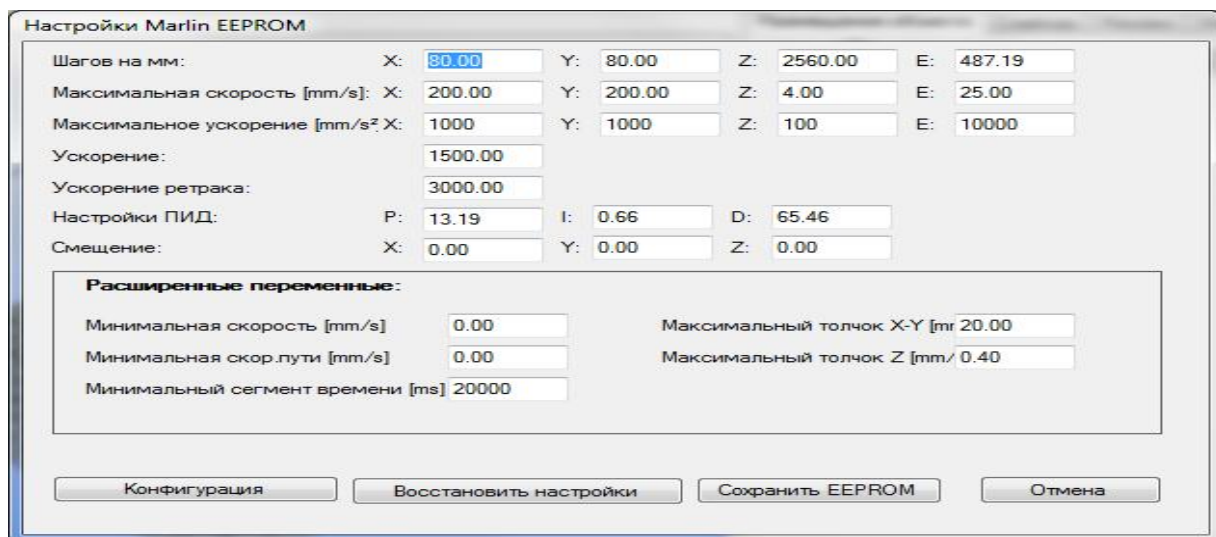 Настройки Marlin EEPROM
Шагов на мм: X: 80.00 Y: 80.00 Z: 2560.00 E: 487.19
Максимальная скорость [mm/s]: X: 200.00 Y: 200.00 Z: 4.00 E: 25.00
Максимальное ускорение [mm/s² X: 1000 Y: 1000 Z: 100 E: 10000
Ускорение: 1500.00
Ускорение ретрака: 3000.00
Настройки ПИД: P: 13.19 I: 0.66 D: 65.46
Смещение: X: 0.00 Y: 0.00 Z: 0.00
Расширенные переменные:
Минимальная скорость [mm/s] 0.00 Максимальный толчок X-Y [mr 20.00
Минимальная скор.пути [mm/s] 0.00 Максимальный толчок Z [mm/ 0.40
Минимальный сегмент времени [ms] 20000
Конфигурация Восстановить настройки Сохранить EEPROM Отмена